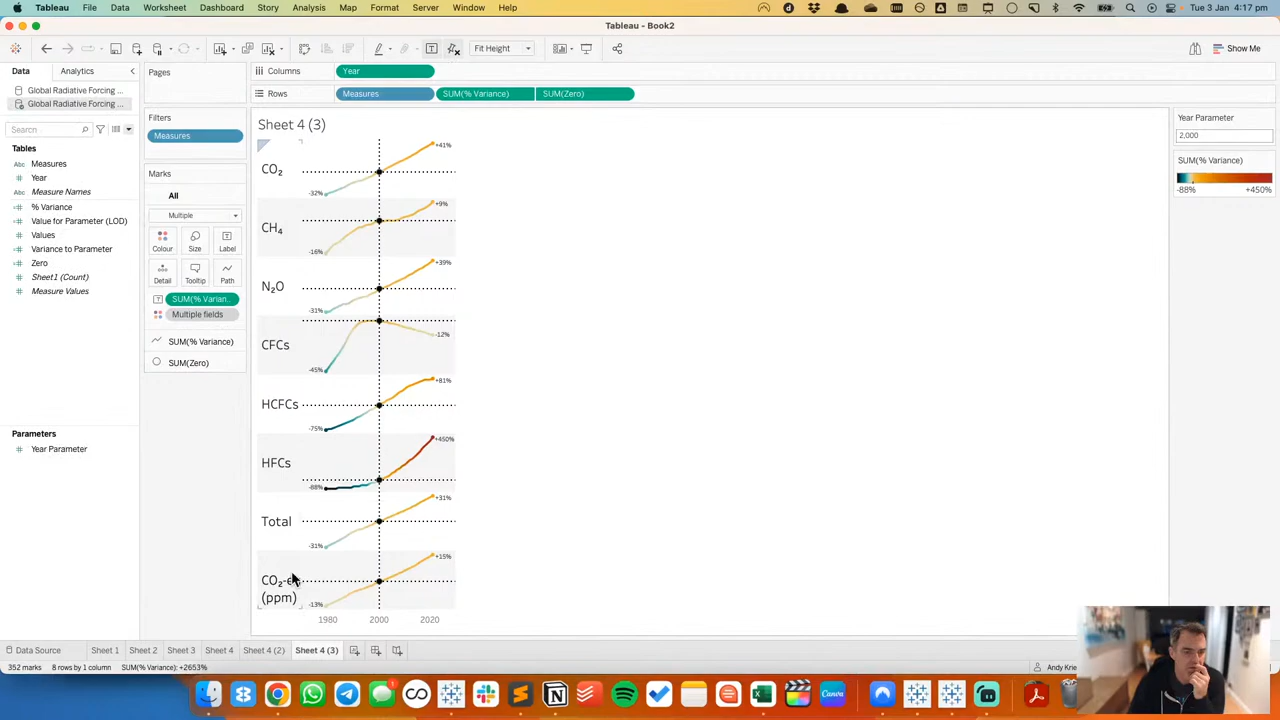 Tableau File Data Worksheet Dashboard Story Analysis Map Format Server Window Help Tue 3 Jan 4:17 pm
Tableau - Book2
Fit Height Show Me
Data Analytics
Global Radiative Forcing ...
Global Radiative Forcing ...
Search
Tables
Abc Measures
# Year
Abc Measure Names
% Variance
Value for Parameter (LOD)
Values
Variance to Parameter
Zero
Sheet1 (Count)
Measure Values
Parameters
Year Parameter
Pages
Filters
Measures
Marks
All
Multiple
Colour Size Label
Detail Tooltip Path
SUM(% Varian..
Multiple fields
SUM(% Variance)
SUM(Zero)
Columns Year
Rows Measures SUM(% Variance) SUM(Zero)
Sheet 4 (3)
CO₂ -32% +41%
CH₄ -16% +9%
N₂O -31% +39%
CFCs -45% -12%
HCFCs -75% +81%
HFCs -88% +450%
Total -31% +31%
CO₂-e
(ppm) -13% +15%
1980 2000 2020
Year Parameter
2,000
SUM(% Variance)
-88% +450%
Data Source Sheet 1 Sheet 2 Sheet 3 Sheet 4 Sheet 4 (2) Sheet 4 (3)
352 marks 8 rows by 1 column SUM(% Variance): +2653% Andy Krie
Canva